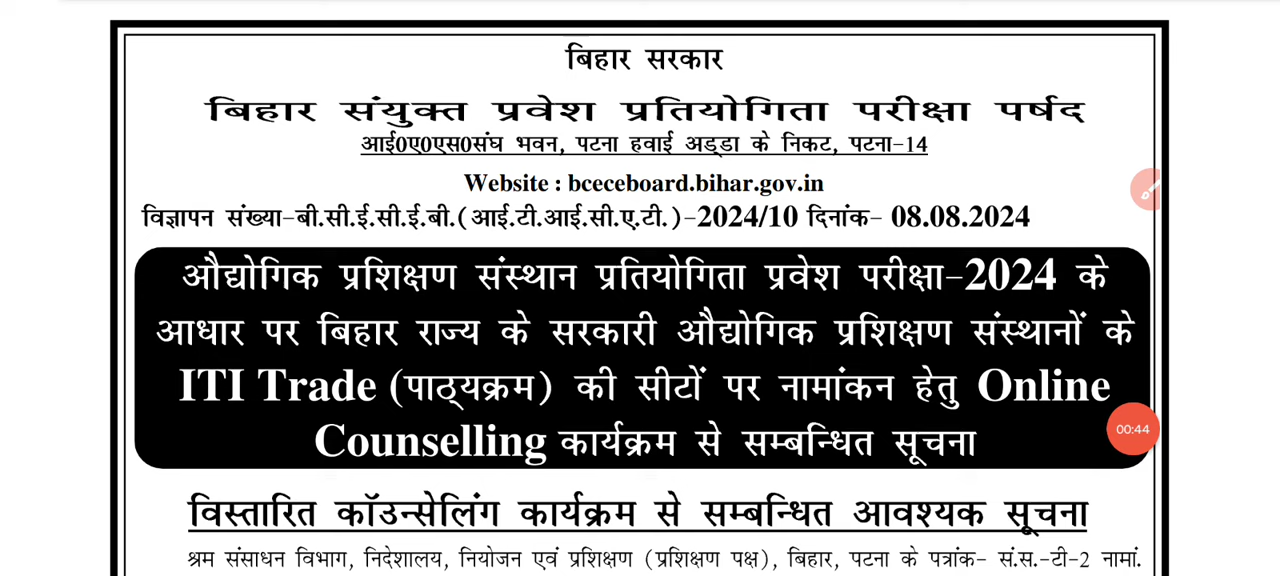 बिहार सरकार
बिहार संयुक्त प्रवेश प्रतियोगिता परीक्षा पर्षद
आई0ए0एस0संघ भवन, पटना हवाई अड्डा के निकट, पटना-14
Website : bceceboard.bihar.gov.in
विज्ञापन संख्या-बी.सी.ई.सी.ई.बी.(आई.टी.आई.सी.ए.टी.)-2024/10 दिनांक- 08.08.2024
औद्योगिक प्रशिक्षण संस्थान प्रतियोगिता प्रवेश परीक्षा-2024 के
आधार पर बिहार राज्य के सरकारी औद्योगिक प्रशिक्षण संस्थानों के
ITI Trade (पाठ्यक्रम) की सीटों पर नामांकन हेतु Online
Counselling कार्यक्रम से सम्बन्धित सूचना
00:44
विस्तारित कॉउन्सेलिंग कार्यक्रम से सम्बन्धित आवश्यक सूचना
श्रम संसाधन विभाग, निदेशालय, नियोजन एवं प्रशिक्षण (प्रशिक्षण पक्ष), बिहार, पटना के पत्रांक- सं.स.-टी-2 नामां.